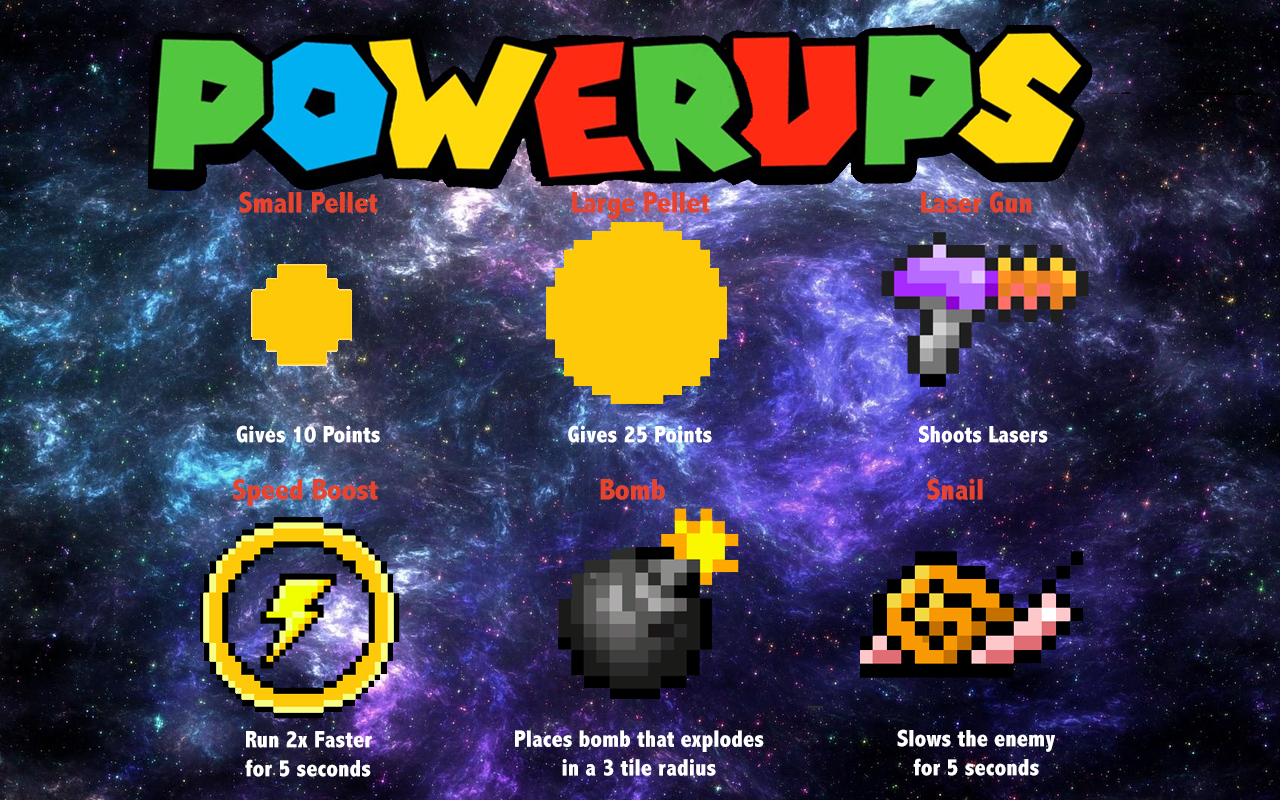 POWERUPS
Small Pellet
Large Pellet
Laser Gun
Gives 10 Points
Gives 25 Points
Shoots Lasers
Speed Boost
Bomb
Snail
Run 2x Faster
for 5 seconds
Places bomb that explodes
in a 3 tile radius
Slows the enemy
for 5 seconds